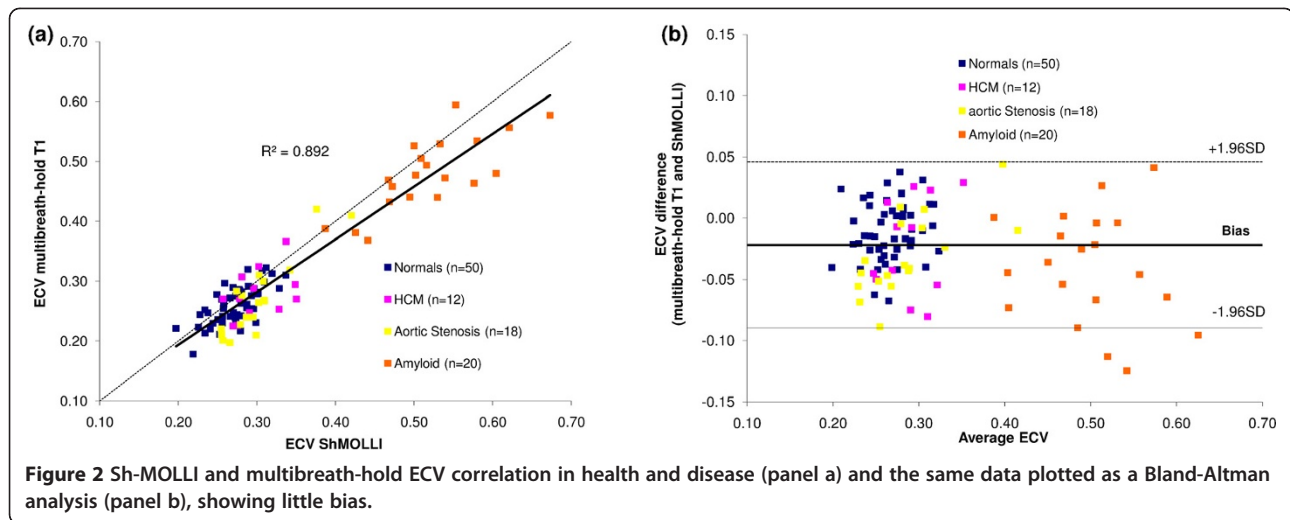 (a)
0.70
0.60
0.50
0.40
0.30
0.20
0.10
ECV multibreath-hold T1
R² = 0.892
Normals (n=50)
HCM (n=12)
Aortic Stenosis (n=18)
Amyloid (n=20)
0.10 0.20 0.30 0.40 0.50 0.60 0.70
ECV ShMOLLI
(b)
0.15
0.10
0.05
0.00
-0.05
-0.10
-0.15
ECV difference
(multibreath-hold T1 and ShMOLLI)
Normals (n=50)
HCM (n=12)
aortic Stenosis (n=18)
Amyloid (n=20)
+1.96SD
Bias
-1.96SD
0.10 0.20 0.30 0.40 0.50 0.60 0.70
Average ECV
Figure 2 Sh-MOLLI and multibreath-hold ECV correlation in health and disease (panel a) and the same data plotted as a Bland-Altman
analysis (panel b), showing little bias.